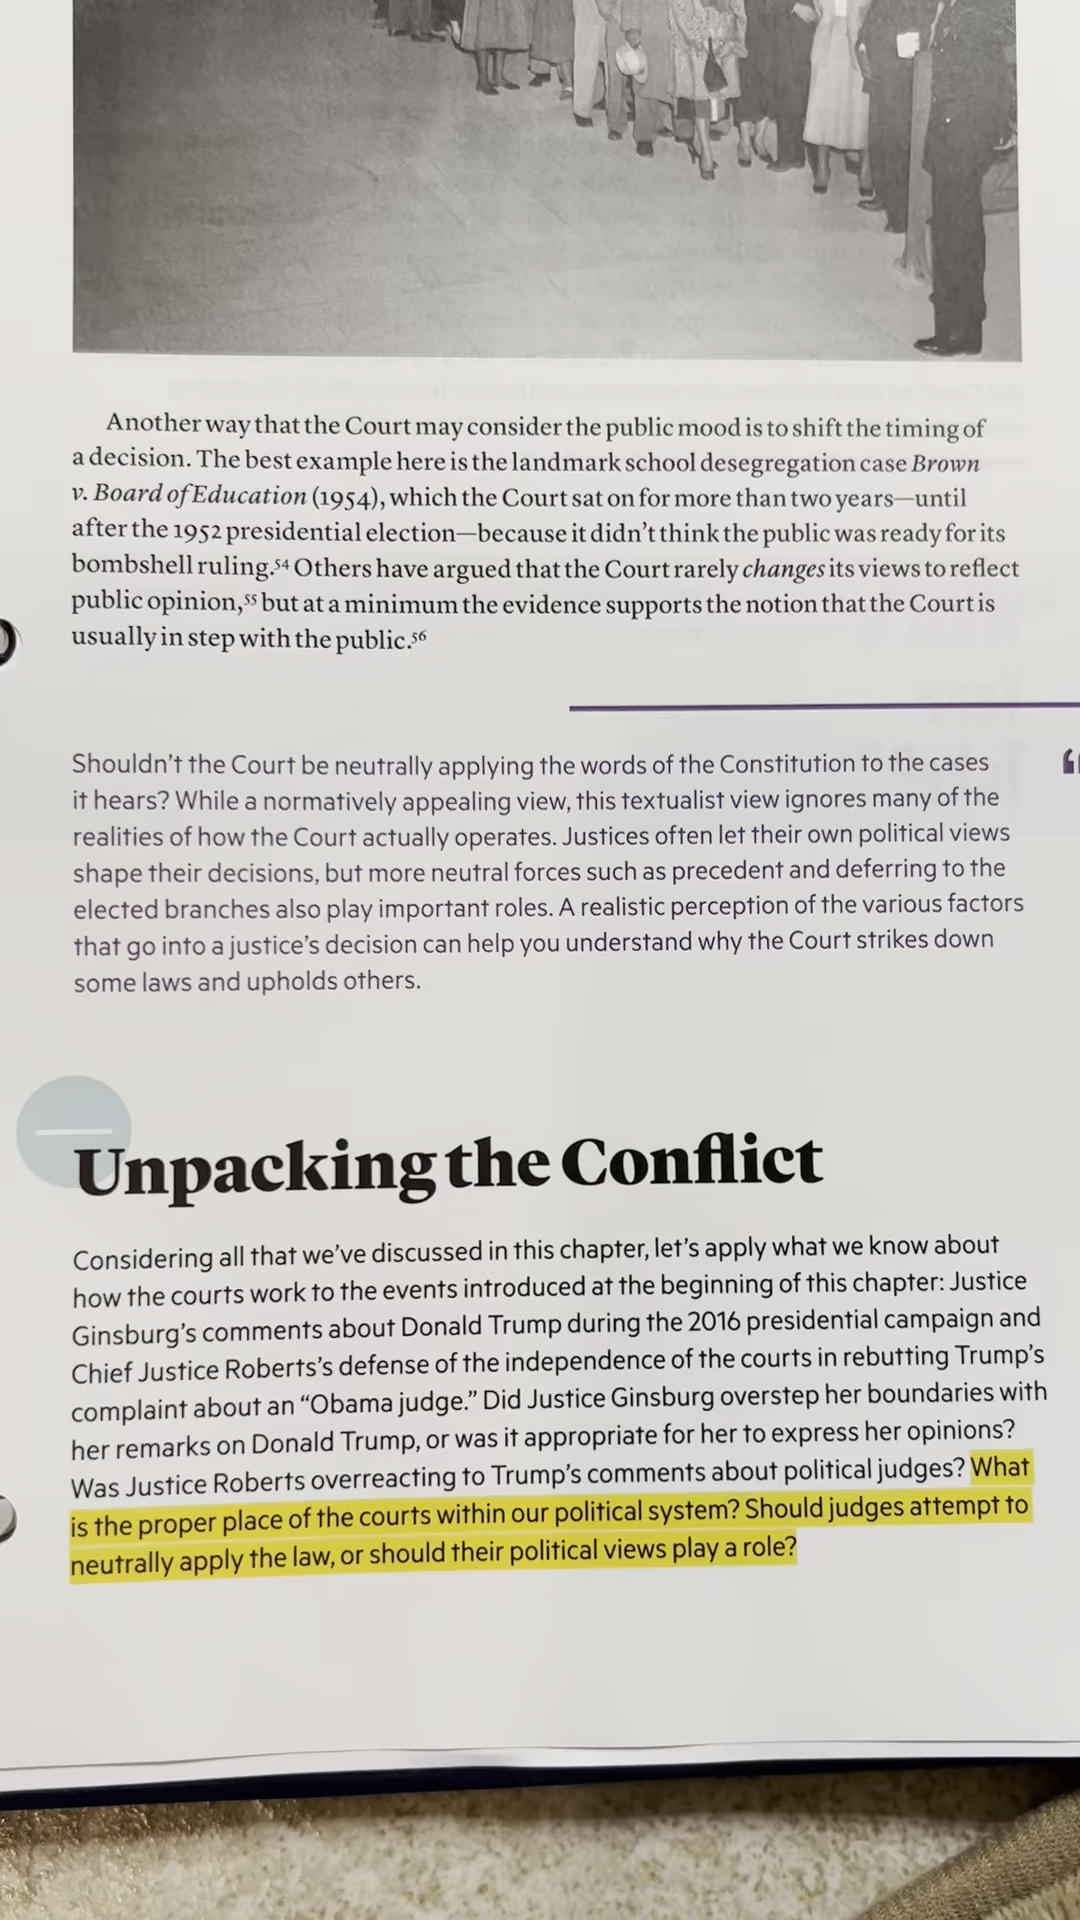 Another way that the Court may consider the public mood is to shift the timing of
a decision. The best example here is the landmark school desegregation case Brown
v. Board of Education (1954), which the Court sat on for more than two years—until
after the 1952 presidential election—because it didn't think the public was ready for its
bombshell ruling.⁵⁴ Others have argued that the Court rarely changes its views to reflect
public opinion,⁵⁵ but at a minimum the evidence supports the notion that the Court is
usually in step with the public.⁵⁶
Shouldn't the Court be neutrally applying the words of the Constitution to the cases
it hears? While a normatively appealing view, this textualist view ignores many of the
realities of how the Court actually operates. Justices often let their own political views
shape their decisions, but more neutral forces such as precedent and deferring to the
elected branches also play important roles. A realistic perception of the various factors
that go into a justice's decision can help you understand why the Court strikes down
some laws and upholds others.
Unpacking the Conflict
Considering all that we've discussed in this chapter, let's apply what we know about
how the courts work to the events introduced at the beginning of this chapter: Justice
Ginsburg's comments about Donald Trump during the 2016 presidential campaign and
Chief Justice Roberts's defense of the independence of the courts in rebutting Trump's
complaint about an "Obama judge." Did Justice Ginsburg overstep her boundaries with
her remarks on Donald Trump, or was it appropriate for her to express her opinions?
Was Justice Roberts overreacting to Trump's comments about political judges? What
is the proper place of the courts within our political system? Should judges attempt to
neutrally apply the law, or should their political views play a role?